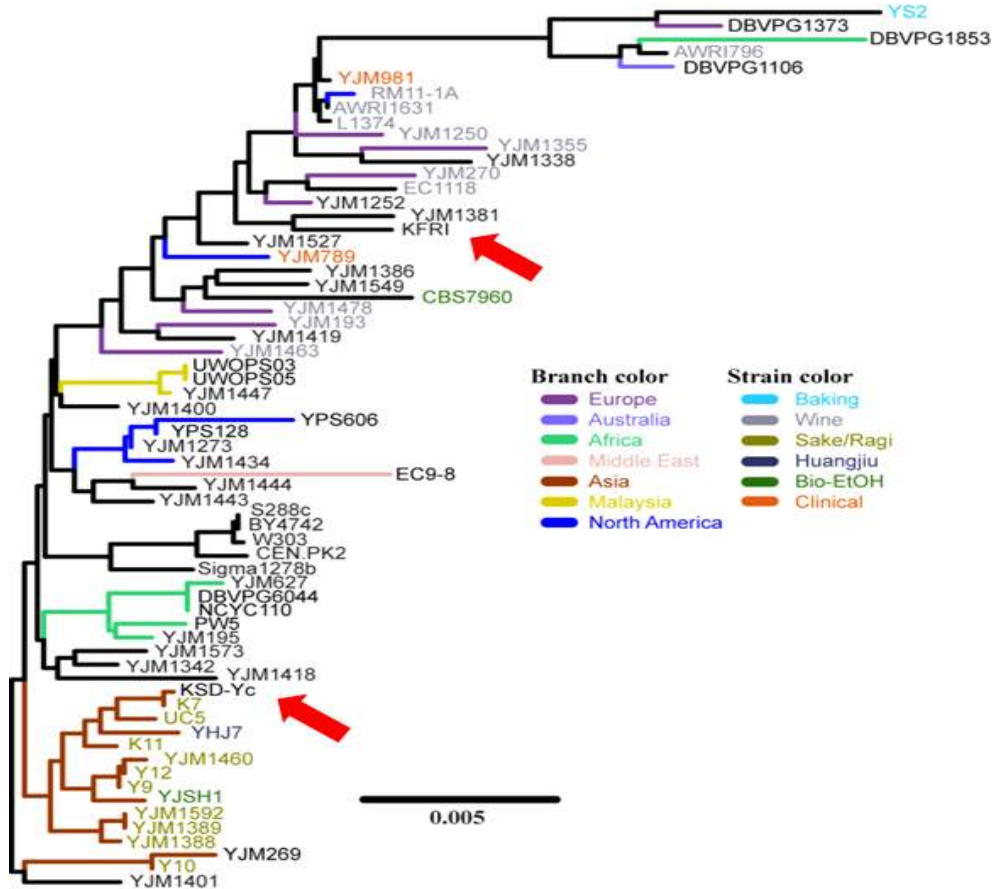 YS2
DBVPG1373
DBVPG1853
AWRI796
DBVPG1106
YJM981
RM11-1A
AWRI1631
L1374
YJM1250
YJM1355
YJM1338
YJM270
EC1118
YJM1252
YJM1381
KFRI
YJM1527
YJM789
YJM1386
YJM1549
CBS7960
YJM1478
YJM193
YJM1419
YJM1463
UWOPS03
UWOPS05
YJM1447
YJM1400
YPS606
YPS128
YJM1273
YJM1434
EC9-8
YJM1444
YJM1443
S288c
BY4742
W303
CEN.PK2
Sigma1278b
YJM627
DBVPG6044
NCYC110
PW5
YJM195
YJM1573
YJM1342
YJM1418
KSD-Yc
K7
UC5
YHJ7
K11
YJM1460
Y12
Y9
YJSH1
YJM1592
YJM1389
YJM1388
YJM269
Y10
YJM1401
Branch color
Europe
Australia
Africa
Middle East
Asia
Malaysia
North America
Strain color
Baking
Wine
Sake/Ragi
Huangjiu
Bio-EtOH
Clinical
0.005